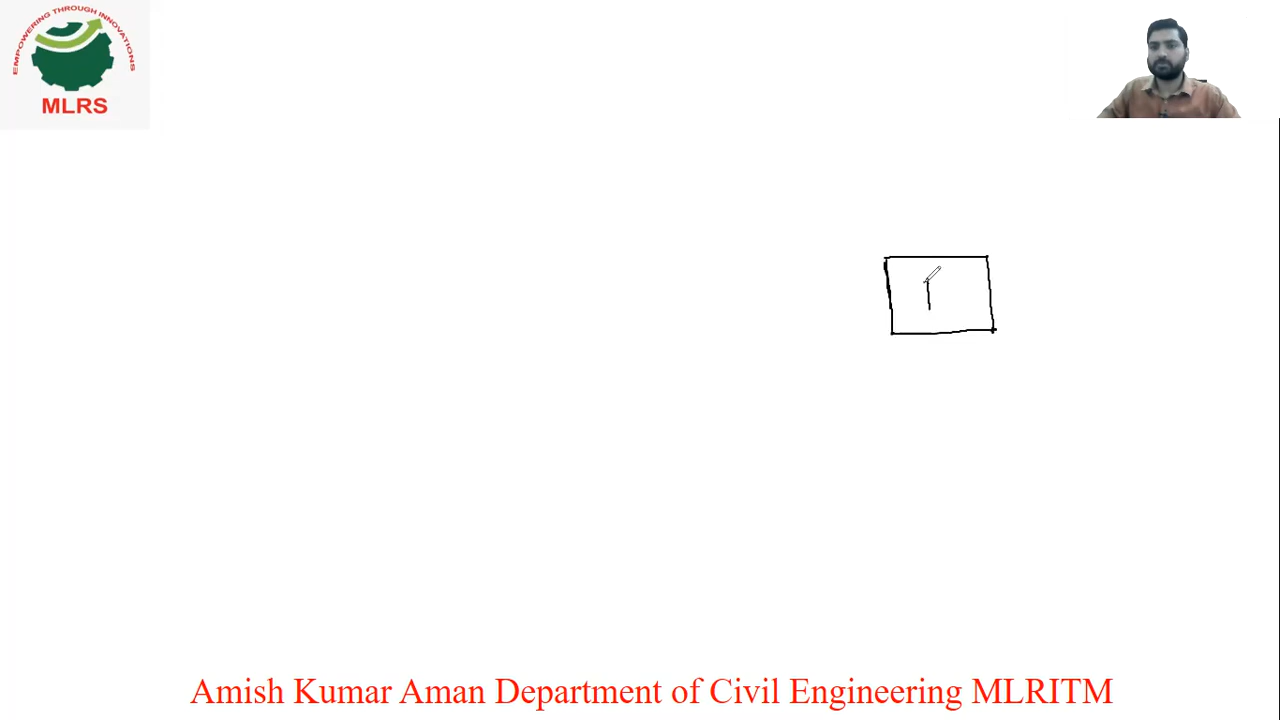 EMPOWERING THROUGH INNOVATIONS
MLRS
Amish Kumar Aman Department of Civil Engineering MLRITM